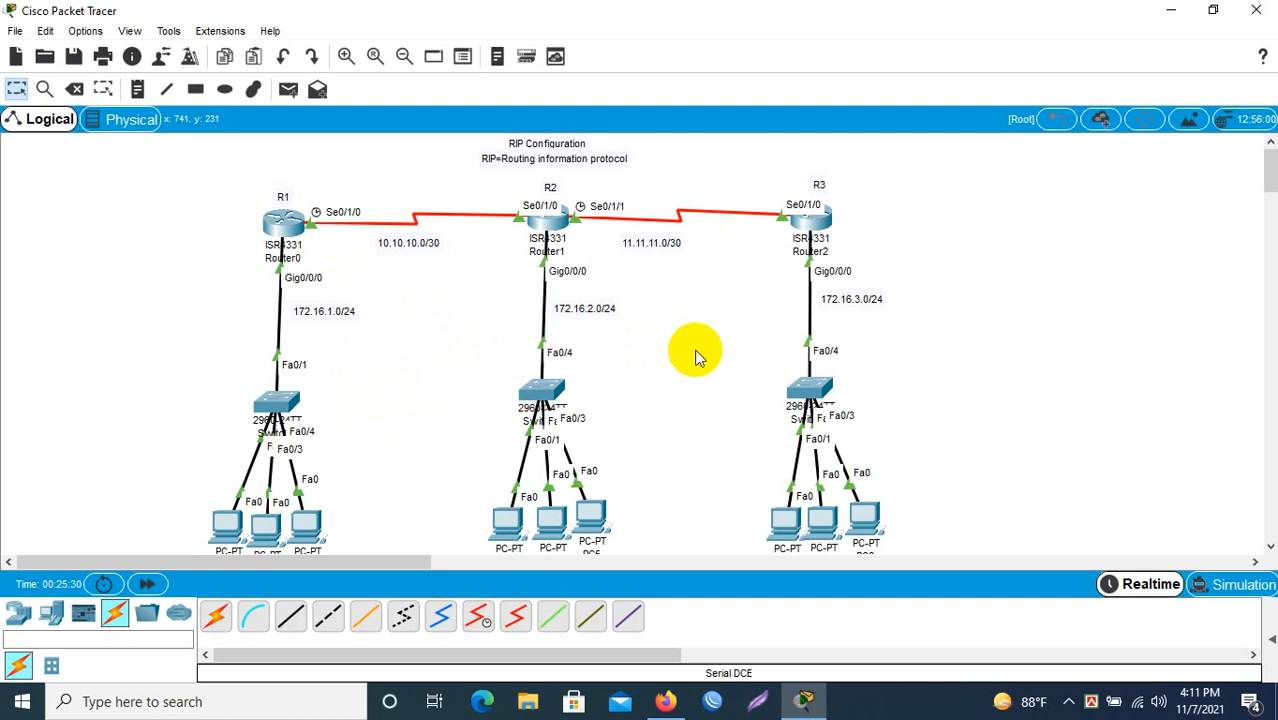 Cisco Packet Tracer
File Edit Options View Tools Extensions Help
Logical Physical x: 741, y: 231 [Root] 12:56:00
RIP Configuration
RIP=Routing information protocol
R1 R2 R3
Se0/1/0 Se0/1/0 Se0/1/1 Se0/1/0
10.10.10.0/30 11.11.11.0/30
ISR4331 ISR4331 ISR4331
Router0 Router1 Router2
Gig0/0/0 Gig0/0/0 Gig0/0/0
172.16.1.0/24 172.16.2.0/24 172.16.3.0/24
Fa0/1 Fa0/4 Fa0/4
Fa0/4 Fa0/3 Fa0/3
Fa0/3 Fa0/1 Fa0/1
Fa0 Fa0 Fa0
Fa0 Fa0 Fa0 Fa0 Fa0 Fa0
PC-PT PC-PT PC-PT PC-PT PC-PT PC-PT PC-PT PC-PT PC-PT
Time: 00:25:30 Realtime Simulation
Serial DCE
Type here to search 88°F 4:11 PM
11/7/2021 4